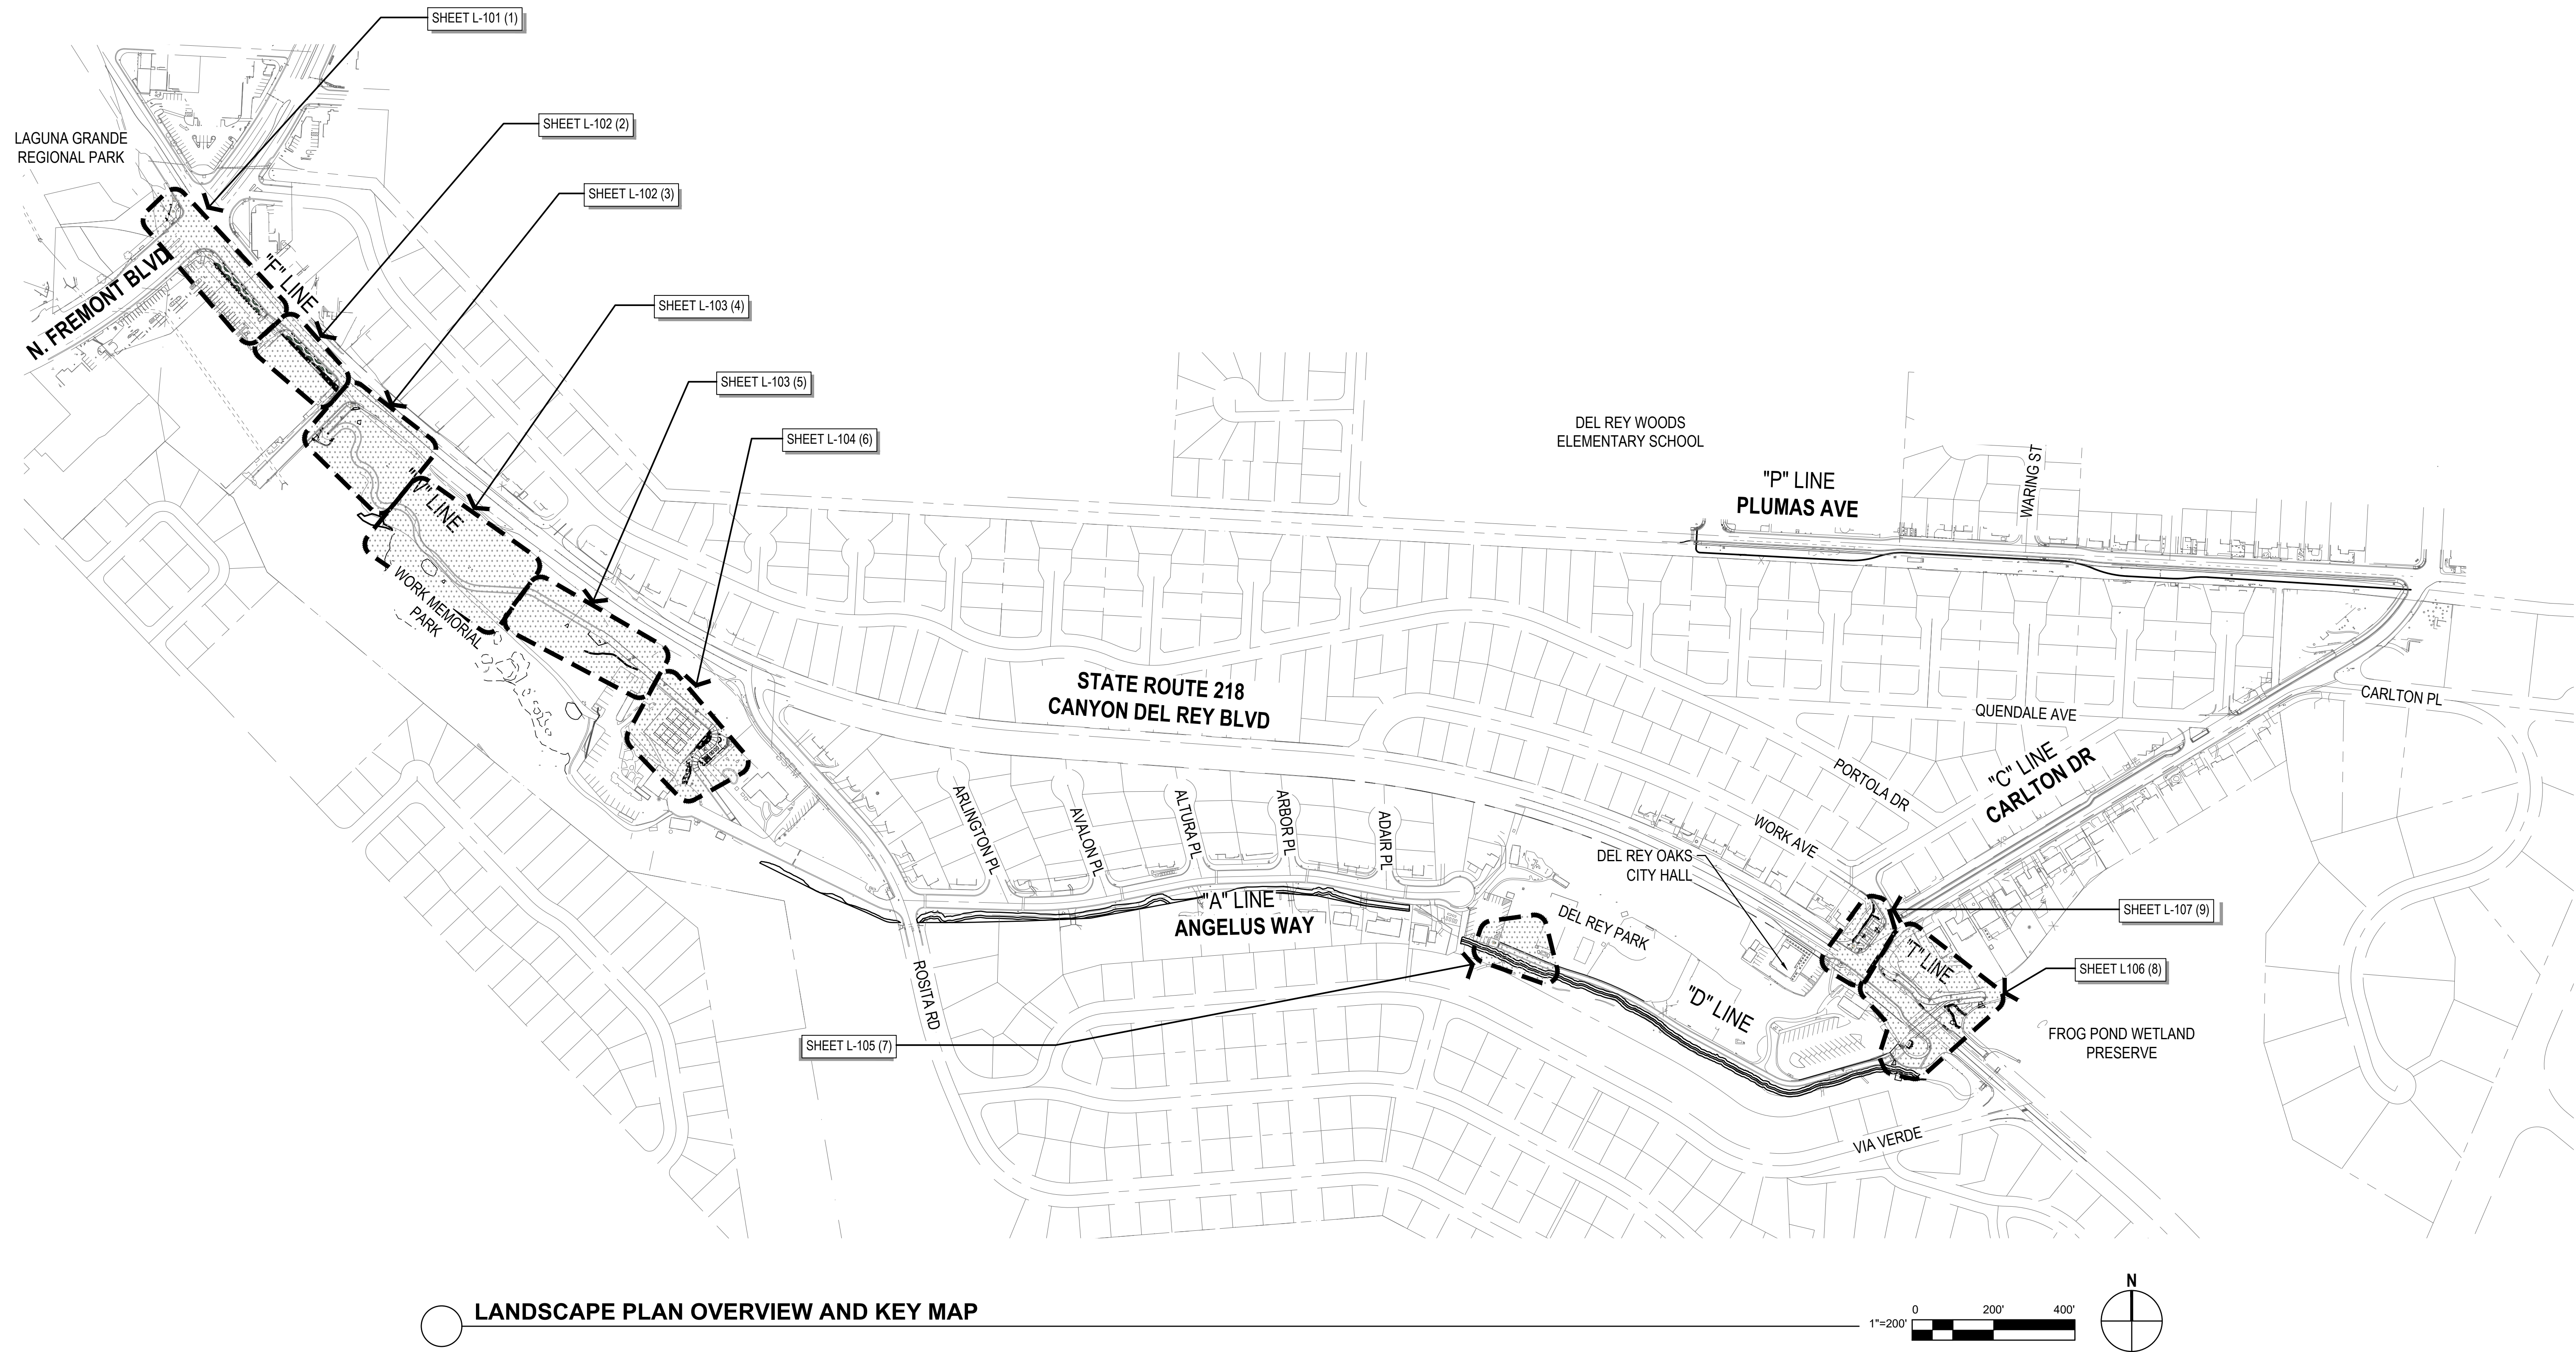 SHEET L-101 (1)
SHEET L-102 (2)
LAGUNA GRANDE
REGIONAL PARK
SHEET L-102 (3)
"F" LINE
N. FREMONT BLVD
SHEET L-103 (4)
SHEET L-103 (5)
SHEET L-104 (6)
"V" LINE
WORK MEMORIAL
PARK
DEL REY WOODS
ELEMENTARY SCHOOL
"P" LINE
PLUMAS AVE
WARING ST
STATE ROUTE 218
CANYON DEL REY BLVD
QUENDALE AVE
CARLTON PL
PORTOLA DR
"C" LINE
CARLTON DR
WORK AVE
ARLINGTON PL
AVALON PL
ALTURA PL
ARBOR PL
ADAIR PL
DEL REY OAKS
CITY HALL
"A" LINE
ANGELUS WAY
DEL REY PARK
SHEET L-107 (9)
"T" LINE
SHEET L106 (8)
ROSITA RD
"D" LINE
SHEET L-105 (7)
FROG POND WETLAND
PRESERVE
VIA VERDE
LANDSCAPE PLAN OVERVIEW AND KEY MAP
0 200' 400'
1"=200'
N